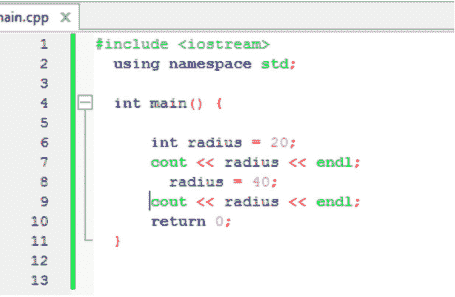 main.cpp ×
1 #include <iostream>
2 using namespace std;
3
4 int main() {
5
6 int radius = 20;
7 cout << radius << endl;
8 radius = 40;
9 cout << radius << endl;
10 return 0;
11 }
12
13